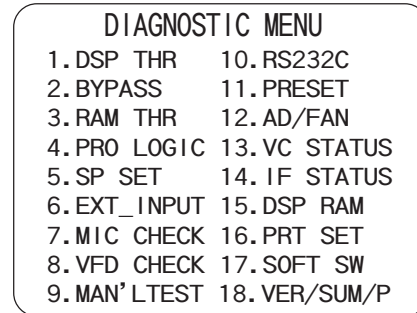 DIAGNOSTIC MENU
1.DSP THR 10.RS232C
2.BYPASS 11.PRESET
3.RAM THR 12.AD/FAN
4.PRO LOGIC 13.VC STATUS
5.SP SET 14.IF STATUS
6.EXT_INPUT 15.DSP RAM
7.MIC CHECK 16.PRT SET
8.VFD CHECK 17.SOFT SW
9.MAN'LTEST 18.VER/SUM/P